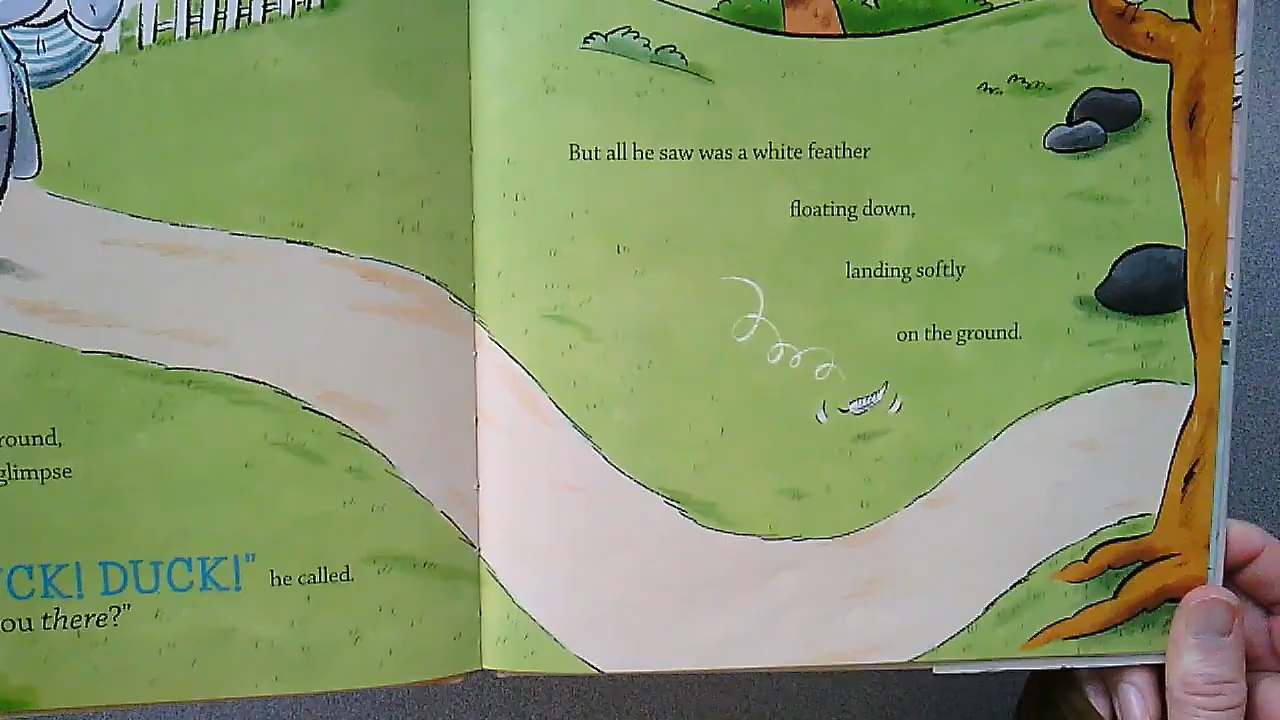 round,
glimpse
CK! DUCK!" he called.
ou there?"
But all he saw was a white feather
floating down,
landing softly
on the ground.